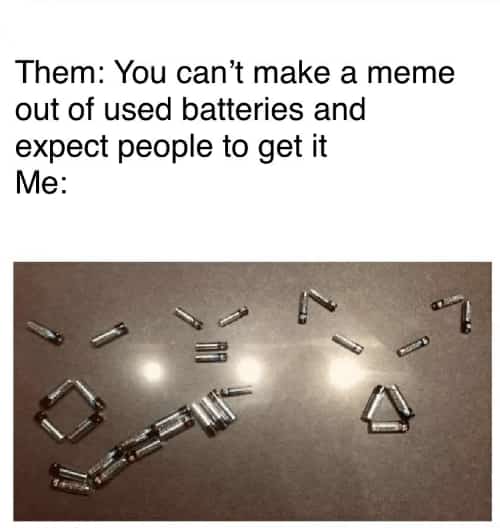 Them: You can’t make a meme
out of used batteries and
expect people to get it
Me: